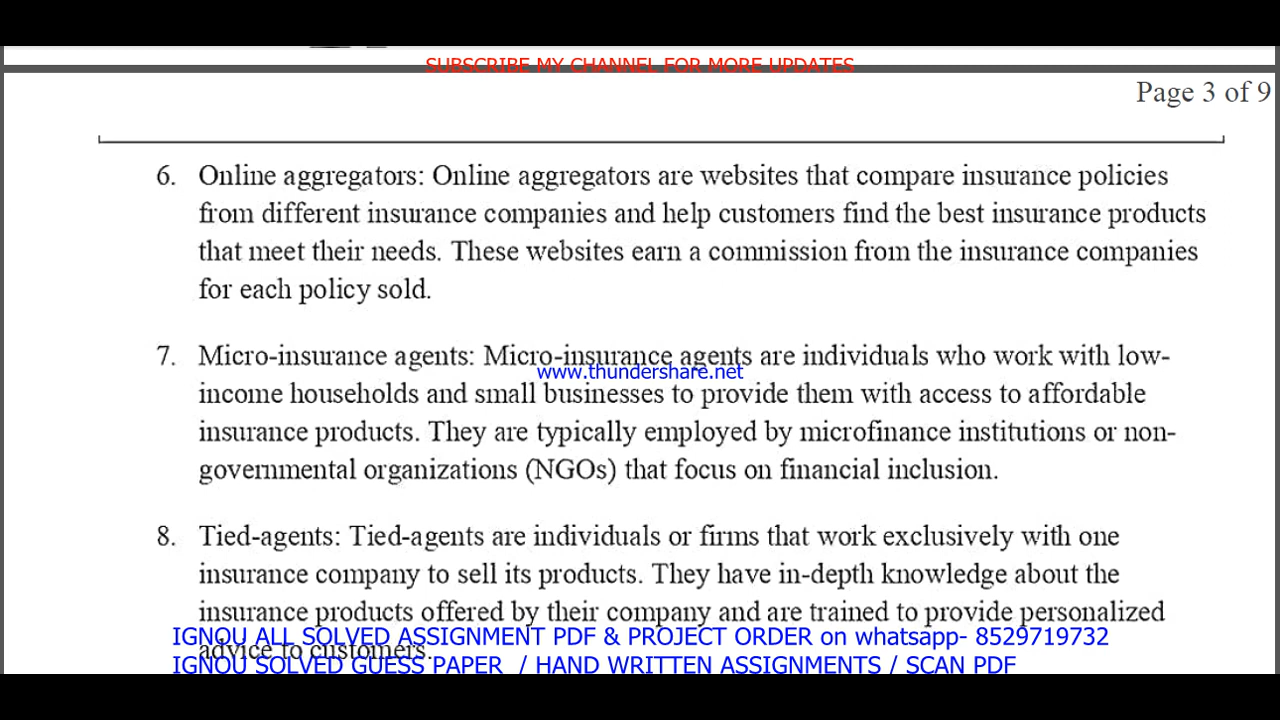 SUBSCRIBE MY CHANNEL FOR MORE UPDATES
Page 3 of 9
6. Online aggregators: Online aggregators are websites that compare insurance policies
from different insurance companies and help customers find the best insurance products
that meet their needs. These websites earn a commission from the insurance companies
for each policy sold.
7. Micro-insurance agents: Micro-insurance agents are individuals who work with low-
www.thundershare.net
income households and small businesses to provide them with access to affordable
insurance products. They are typically employed by microfinance institutions or non-
governmental organizations (NGOs) that focus on financial inclusion.
8. Tied-agents: Tied-agents are individuals or firms that work exclusively with one
insurance company to sell its products. They have in-depth knowledge about the
insurance products offered by their company and are trained to provide personalized
IGNOU ALL SOLVED ASSIGNMENT PDF & PROJECT ORDER on whatsapp- 8529719732
advice to customers.
IGNOU SOLVED GUESS PAPER / HAND WRITTEN ASSIGNMENTS / SCAN PDF